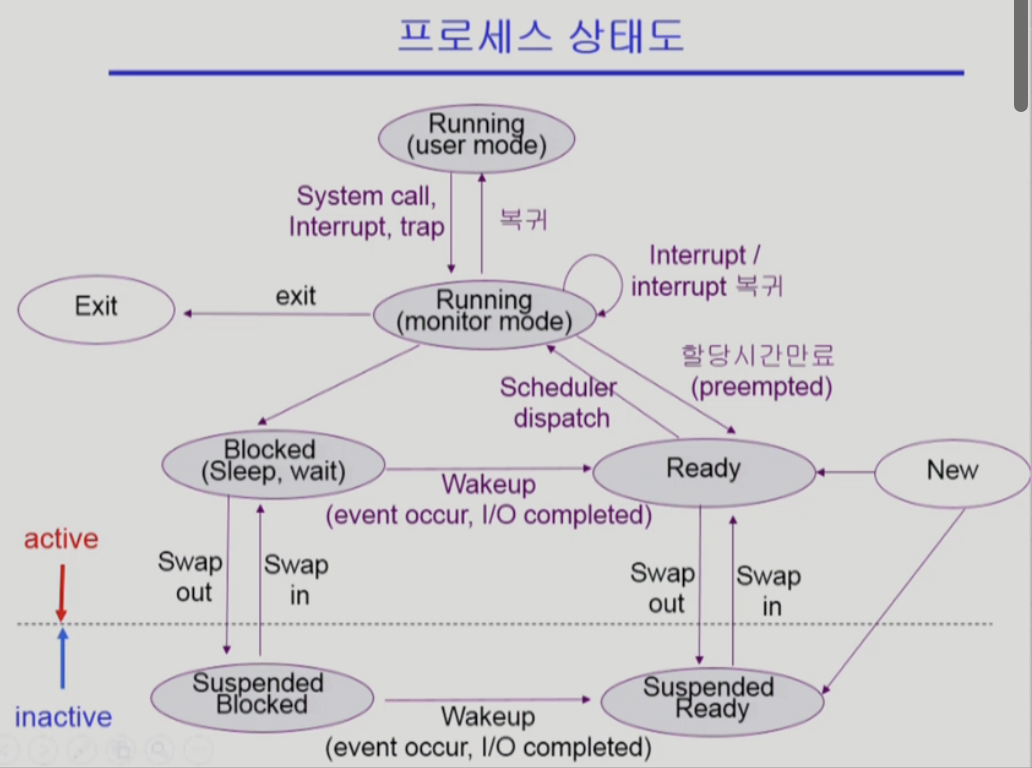 프로세스 상태도
Running
(user mode)
System call,
Interrupt, trap
복귀
Interrupt /
interrupt 복귀
Exit
exit
Running
(monitor mode)
할당시간만료
(preempted)
Scheduler
dispatch
Blocked
(Sleep, wait)
Ready
New
Wakeup
(event occur, I/O completed)
active
Swap
out
Swap
in
Swap
out
Swap
in
inactive
Suspended
Blocked
Suspended
Ready
Wakeup
(event occur, I/O completed)